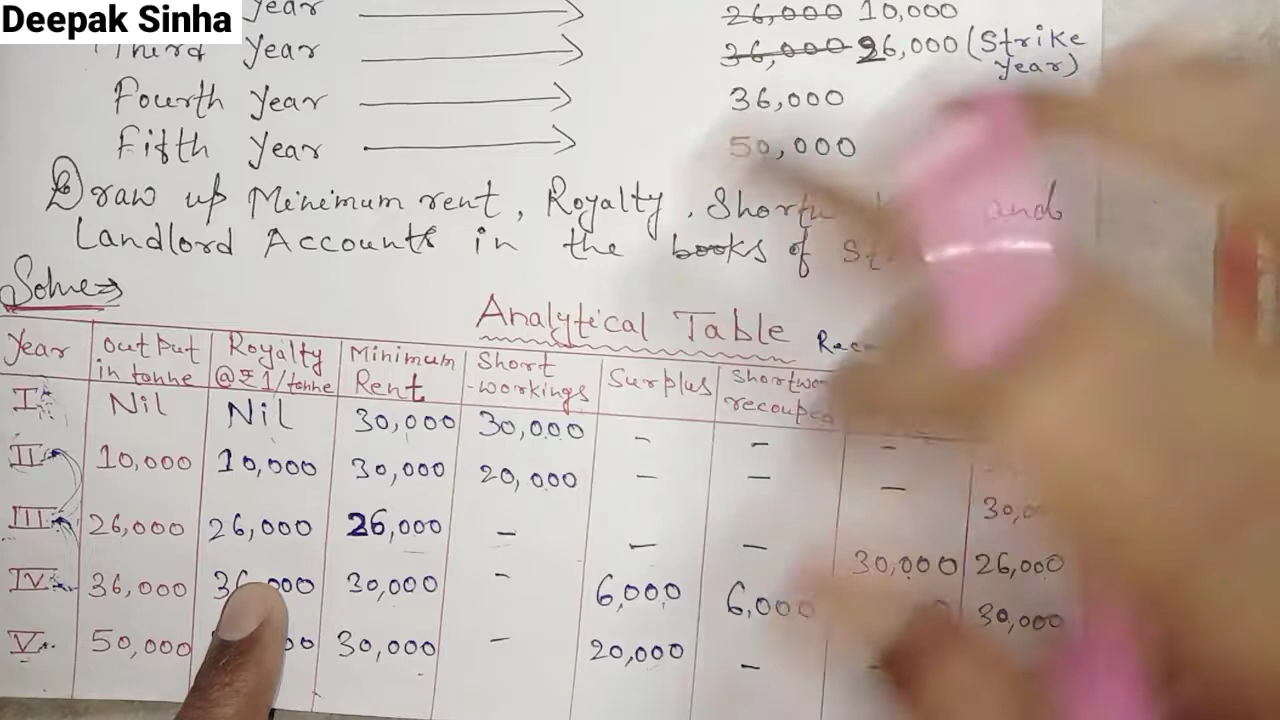 Deepak Sinha
Year 26,000 10,000
Third Year 36,000 26,000 (Strike
Year)
Fourth Year 36,000
Fifth Year 50,000
Draw up Minimum rent, Royalty, and
Landlord Accounts in the books of
Solve
Analytical Table
Year
Output
in tonne
Royalty
@₹1/tonne
Minimum
Rent
Short
-workings
Surplus
I Nil Nil 30,000 30,000 - - -
II 10,000 10,000 30,000 20,000 - - -
III 26,000 26,000 26,000 - - - 30,000 26,000
IV 36,000 36,000 30,000 - 6,000 6,000 30,000
V 50,000 30,000 - 20,000 -